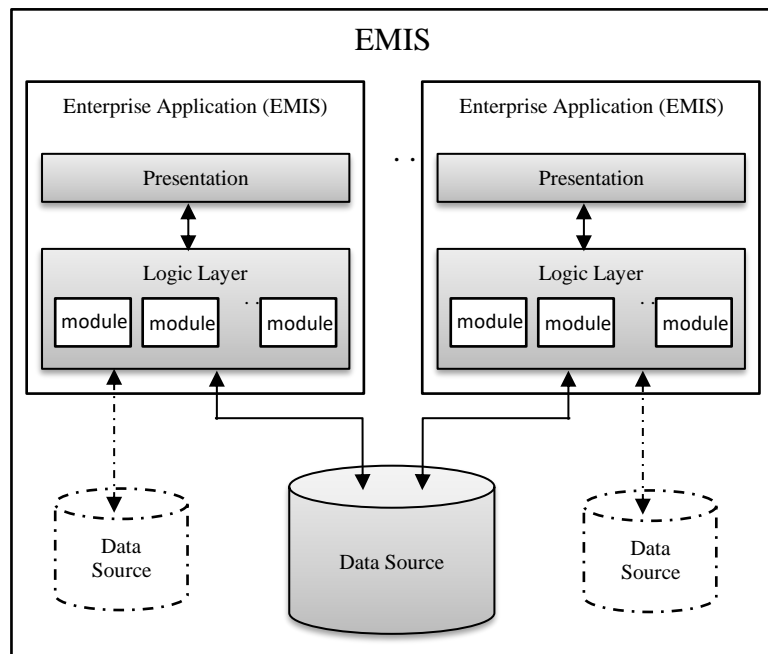 EMIS
Enterprise Application (EMIS)
Presentation
Logic Layer
module
module
. .
module
. .
Enterprise Application (EMIS)
Presentation
Logic Layer
module
module
. .
module
Data
Source
Data Source
Data
Source